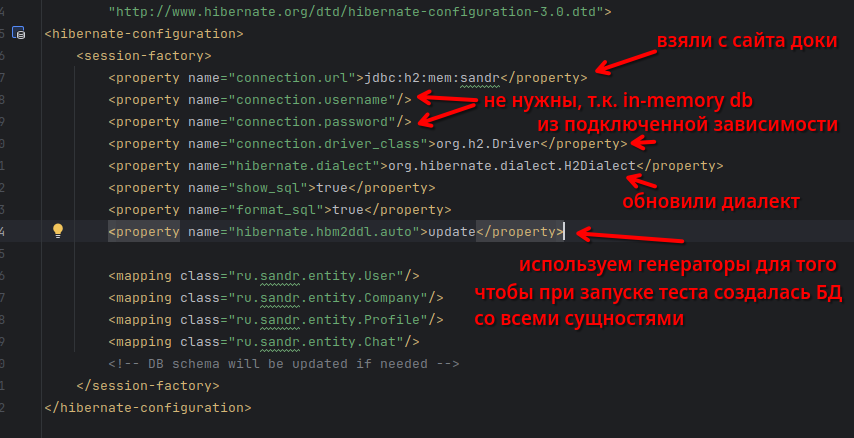 4 "http://www.hibernate.org/dtd/hibernate-configuration-3.0.dtd">
5 <hibernate-configuration>
6 <session-factory>
7 <property name="connection.url">jdbc:h2:mem:sandr</property>
8 <property name="connection.username"/>
9 <property name="connection.password"/>
0 <property name="connection.driver_class">org.h2.Driver</property>
1 <property name="hibernate.dialect">org.hibernate.dialect.H2Dialect</property>
2 <property name="show_sql">true</property>
3 <property name="format_sql">true</property>
4 <property name="hibernate.hbm2ddl.auto">update</property>
6 <mapping class="ru.sandr.entity.User"/>
7 <mapping class="ru.sandr.entity.Company"/>
8 <mapping class="ru.sandr.entity.Profile"/>
9 <mapping class="ru.sandr.entity.Chat"/>
0 <!-- DB schema will be updated if needed -->
1 </session-factory>
2 </hibernate-configuration>
взяли с сайта доки
не нужны, т.к. in-memory db
из подключенной зависимости
обновили диалект
используем генераторы для того
чтобы при запуске теста создалась БД
со всеми сущностями